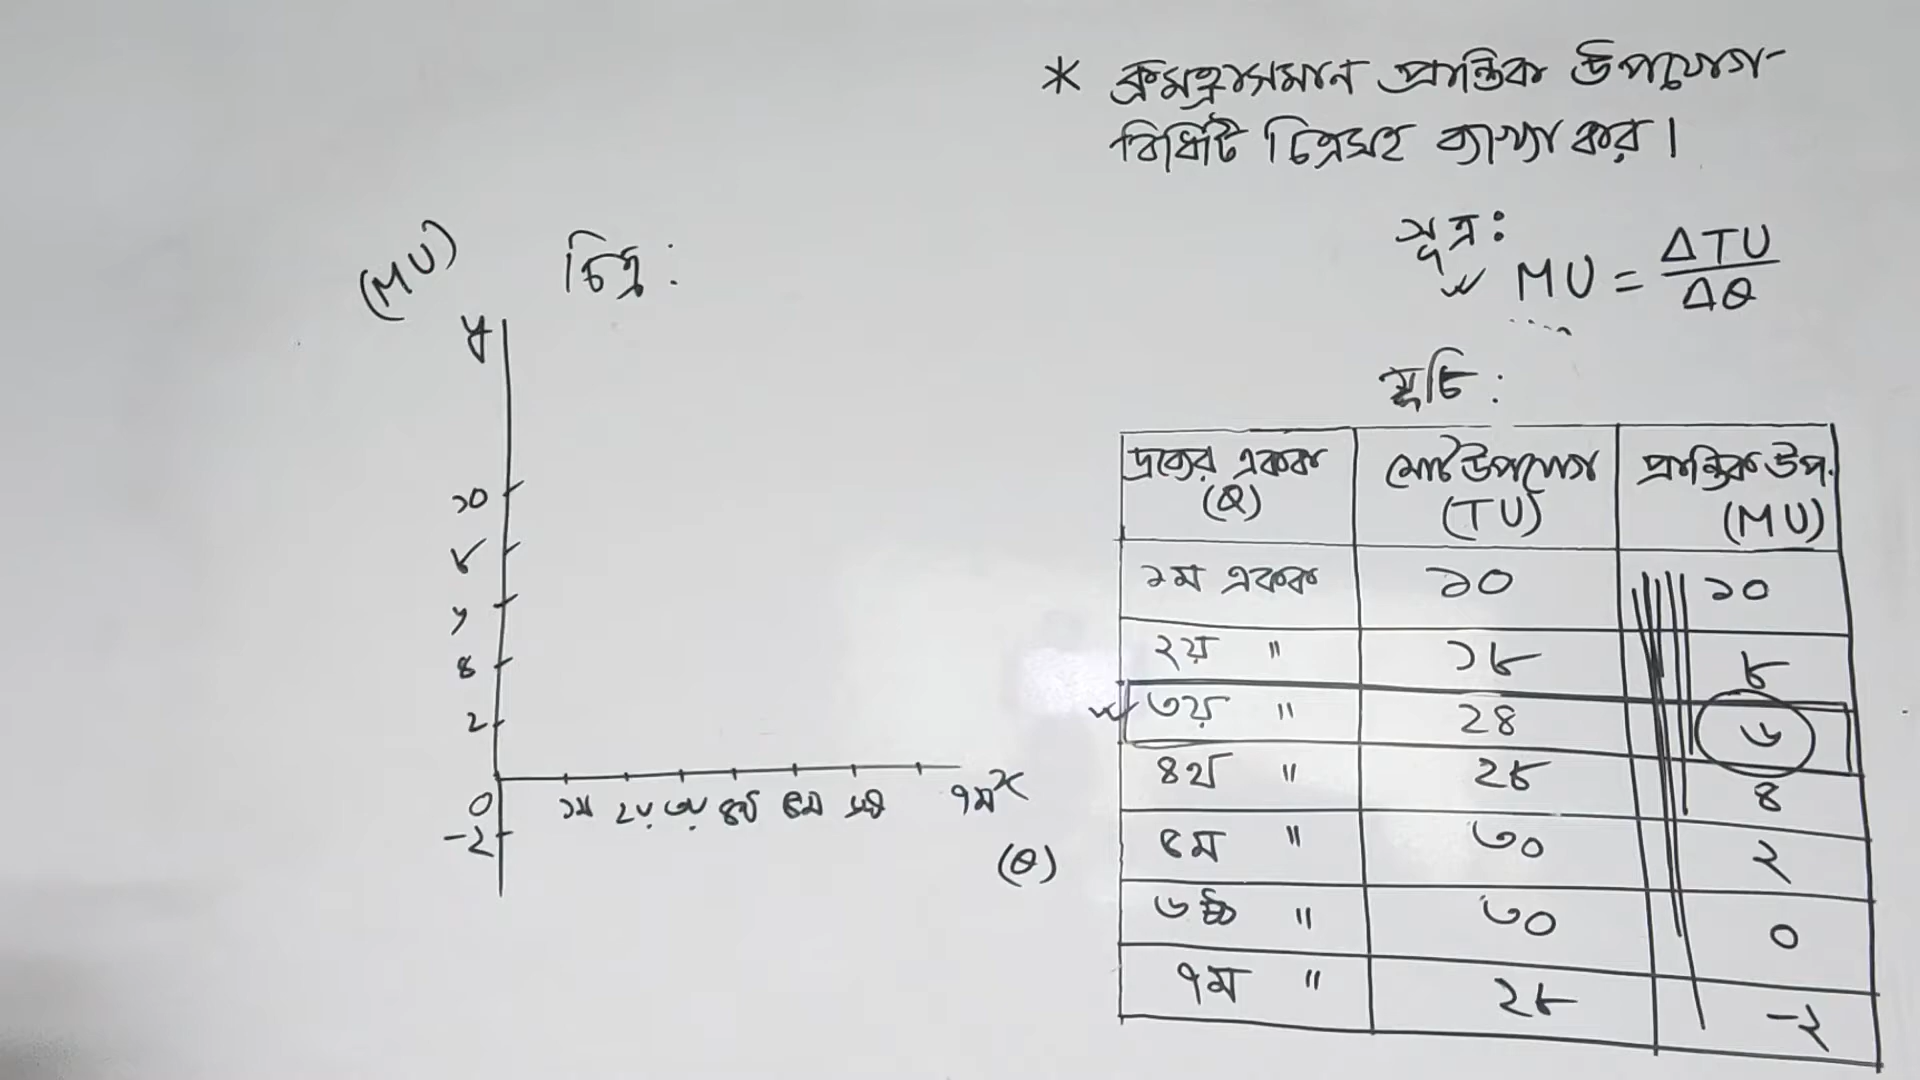 * ক্রমহ্রাসমান প্রান্তিক উপযোগ
বিধিটি চিত্রসহ ব্যাখ্যা কর।
সূত্র:
MU = ΔTU / ΔQ
সূচি:
দ্রব্যের একক (Q) মোট উপযোগ (TU) প্রান্তিক উপ. (MU)
১ম একক ১০ ১০
২য় " ১৮ ৮
৩য় " ২৪ ৬
৪র্থ " ২৮ ৪
৫ম " ৩০ ২
৬ষ্ঠ " ৩০ ০
৭ম " ২৮ -২
চিত্র:
(MU)
y
১০
৮
৬
৪
২
০
-২
১ম ২য় ৩য় ৪র্থ ৫ম ৬ষ্ঠ ৭ম x
(Q)